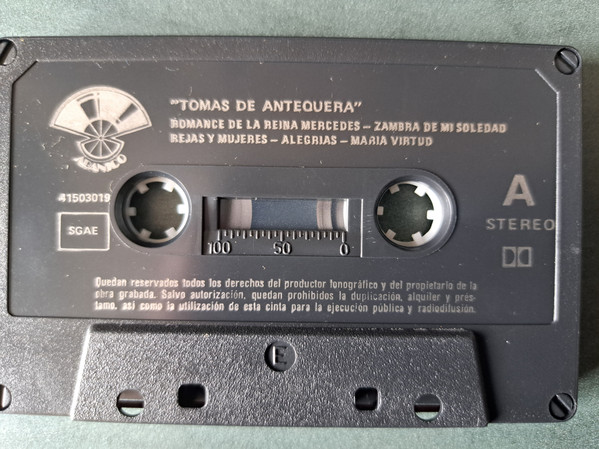 "TOMAS DE ANTEQUERA"
ROMANCE DE LA REINA MERCEDES – ZAMBRA DE MI SOLEDAD
REJAS Y MUJERES – ALEGRIAS – MARIA VIRTUD
ABANICO
41503019
SGAE
A
STEREO
100 50 0
Quedan reservados todos los derechos del productor fonográfico y del propietario de la
obra grabada. Salvo autorización, quedan prohibidos la duplicación, alquiler y prés-
tamo, así como la utilización de esta cinta para la ejecución pública y radiodifusión.
E